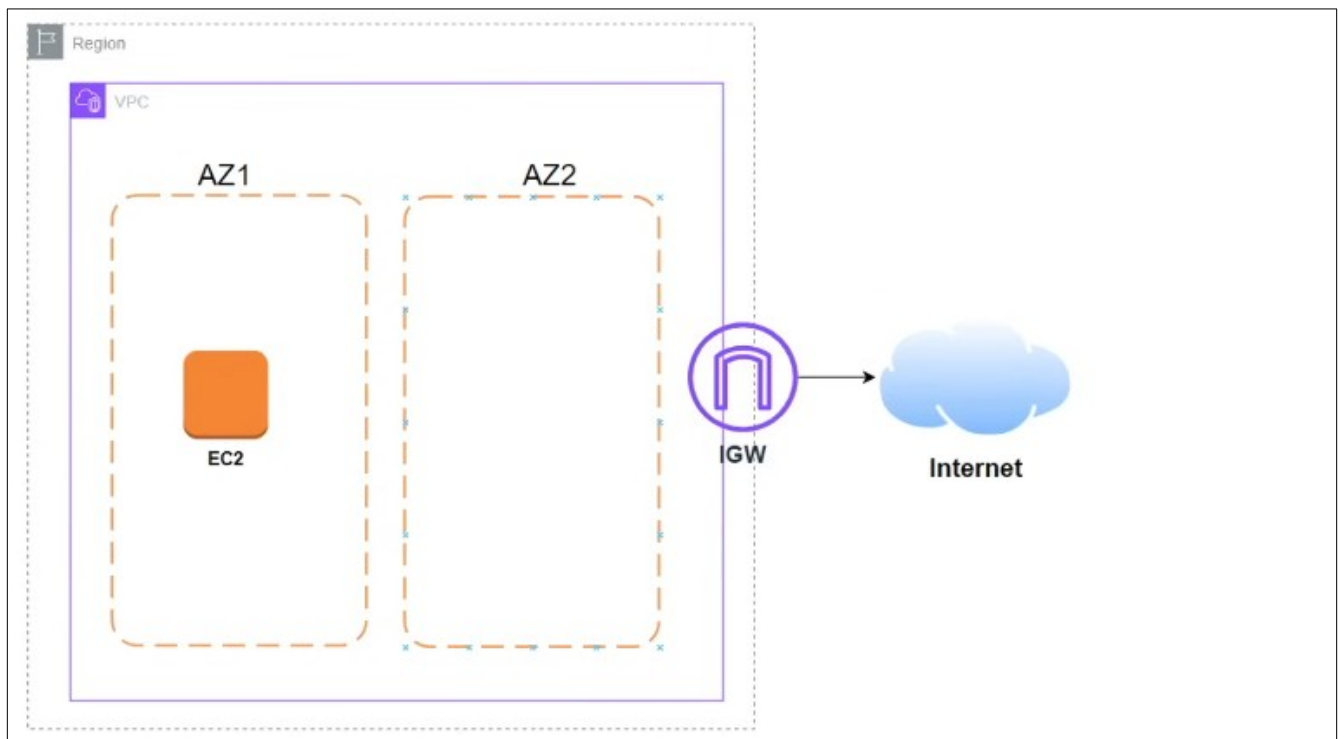 Region
VPC
AZ1
AZ2
EC2
IGW
Internet